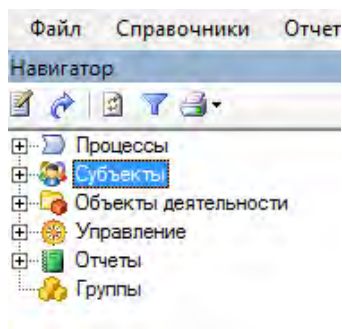 Файл Справочники Отчет
Навигатор
Процессы
Субъекты
Объекты деятельности
Управление
Отчеты
Группы